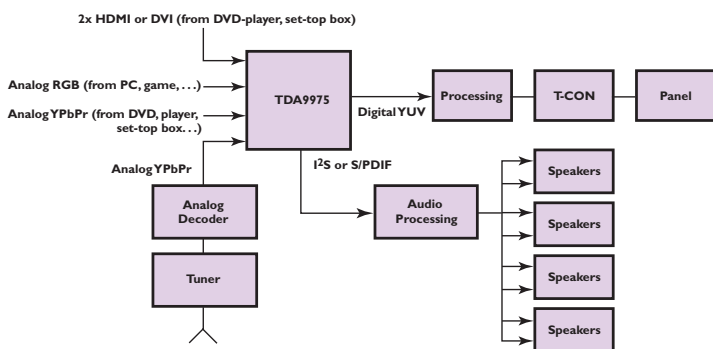 2x HDMI or DVI (from DVD-player, set-top box)
Analog RGB (from PC, game, . . .)
Analog YPbPr (from DVD, player,
set-top box. . .)
Analog YPbPr
TDA9975
Digital YUV
Processing
T-CON
Panel
I²S or S/PDIF
Analog
Decoder
Tuner
Audio
Processing
Speakers
Speakers
Speakers
Speakers